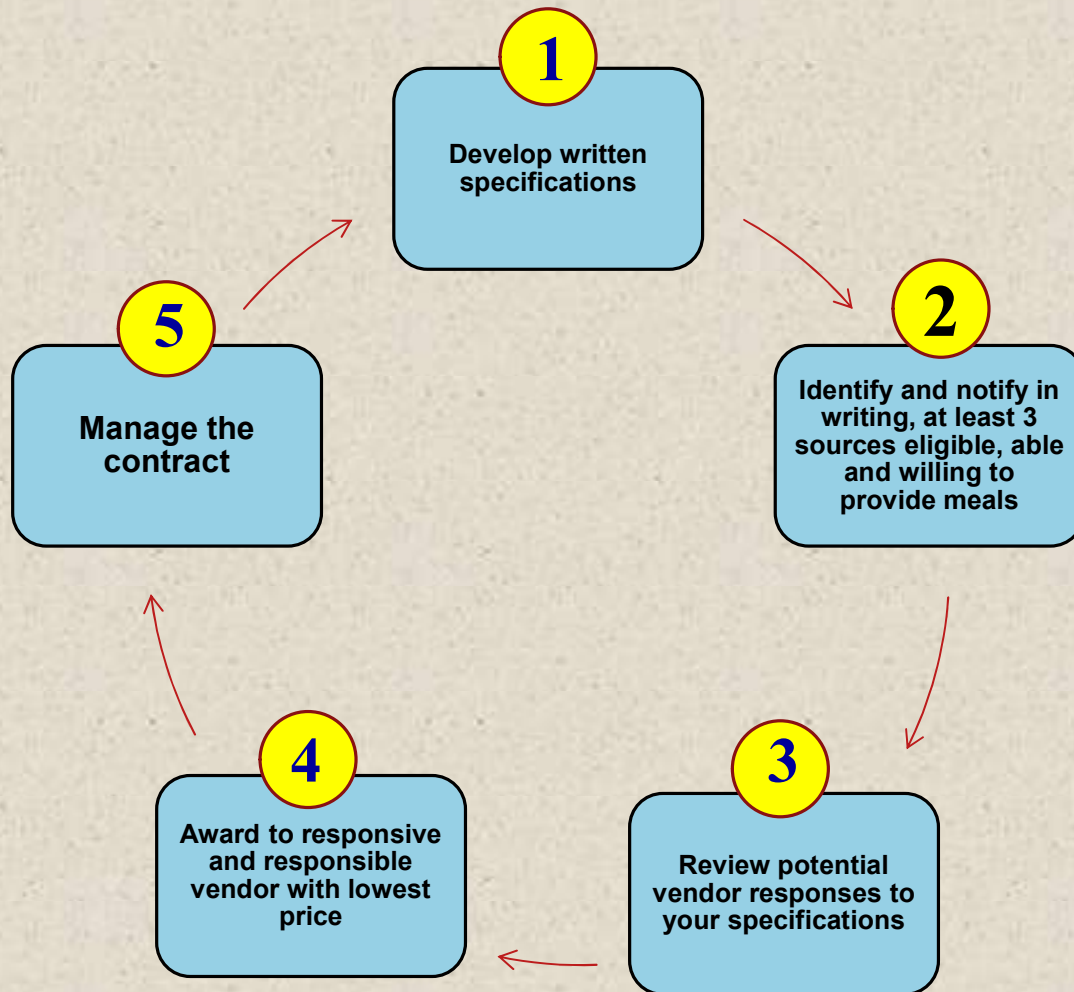 1
Develop written
specifications
2
Identify and notify in
writing, at least 3
sources eligible, able
and willing to
provide meals
3
Review potential
vendor responses to
your specifications
4
Award to responsive
and responsible
vendor with lowest
price
5
Manage the
contract